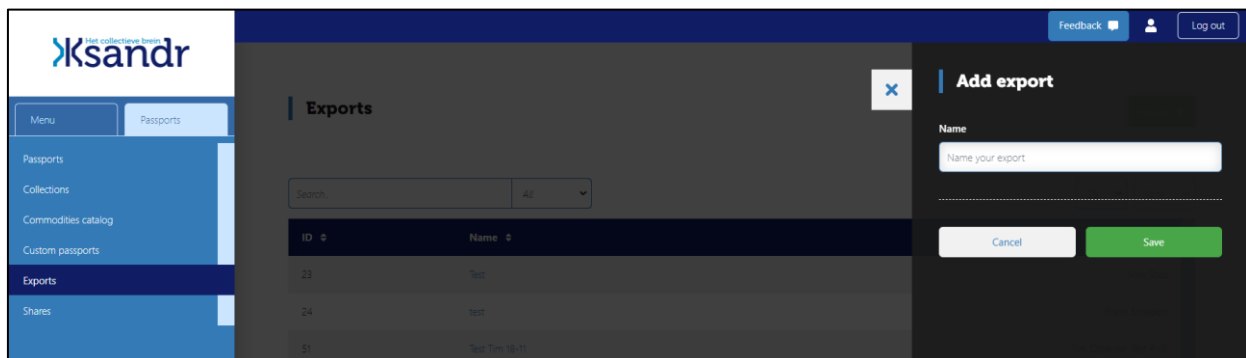 Het collectieve brein
Ksandr
Feedback
Log out
Menu
Passports
Passports
Collections
Commodities catalog
Custom passports
Exports
Shares
Exports
Search
All
ID
Name
23
Test
24
test
51
Test Tim 18-11
Add export
Name
Name your export
Cancel
Save